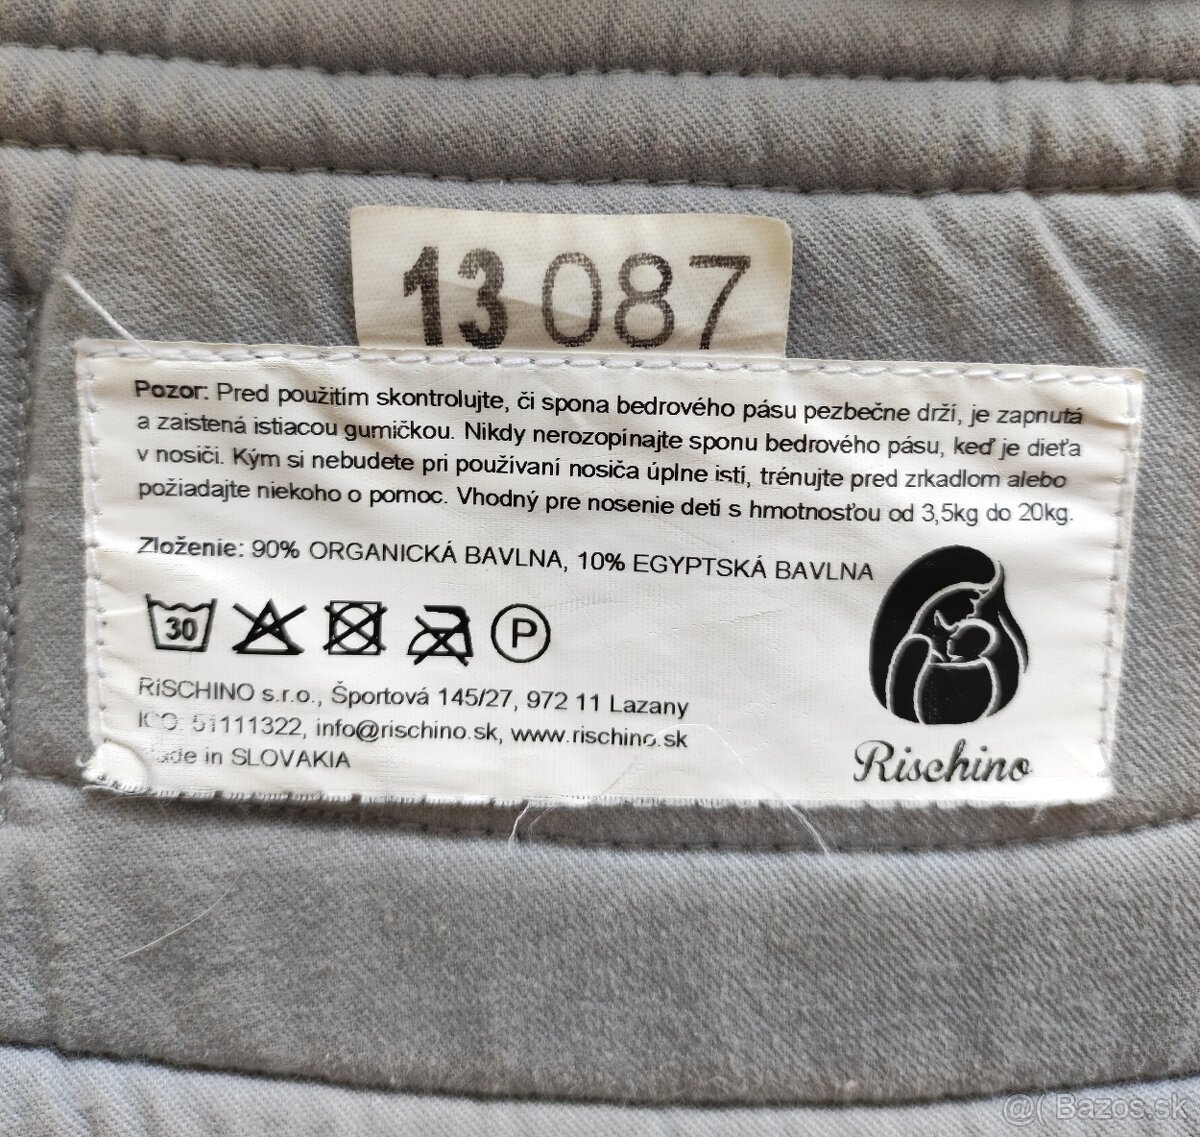 13 087
Pozor: Pred použitím skontrolujte, či spona bedrového pásu pezbečne drží, je zapnutá
a zaistená istiacou gumičkou. Nikdy nerozopínajte sponu bedrového pásu, keď je dieťa
v nosiči. Kým si nebudete pri používaní nosiča úplne istí, trénujte pred zrkadlom alebo
požiadajte niekoho o pomoc. Vhodný pre nosenie detí s hmotnosťou od 3,5kg do 20kg.
Zloženie: 90% ORGANICKÁ BAVLNA, 10% EGYPTSKÁ BAVLNA
30 P
RiSCHINO s.r.o., Športová 145/27, 972 11 Lazany
51111322, info@rischino.sk, www.rischino.sk
in SLOVAKIA
Rischino
@( Bazos.sk